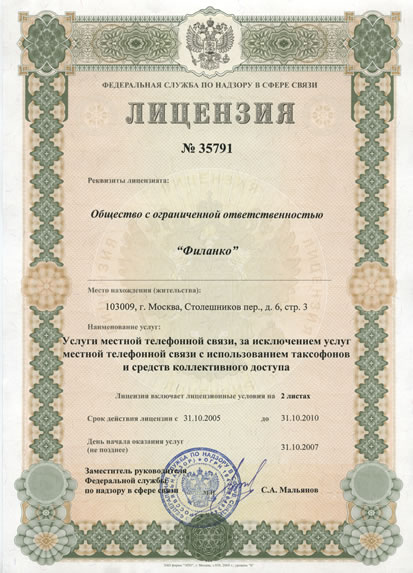 ФЕДЕРАЛЬНАЯ СЛУЖБА ПО НАДЗОРУ В СФЕРЕ СВЯЗИ
ЛИЦЕНЗИЯ
№ 35791
Реквизиты лицензиата:
Общество с ограниченной ответственностью
“Филанко”
Место нахождения (жительства):
103009, г. Москва, Столешников пер., д. 6, стр. 3
Наименование услуг:
Услуги местной телефонной связи, за исключением услуг
местной телефонной связи с использованием таксофонов
и средств коллективного доступа
Лицензия включает лицензионные условия на 2 листах
Срок действия лицензии с 31.10.2005 до 31.10.2010
День начала оказания услуг
(не позднее) 31.10.2007
Заместитель руководителя
Федеральной службы
по надзору в сфере связи С.А. Мальянов